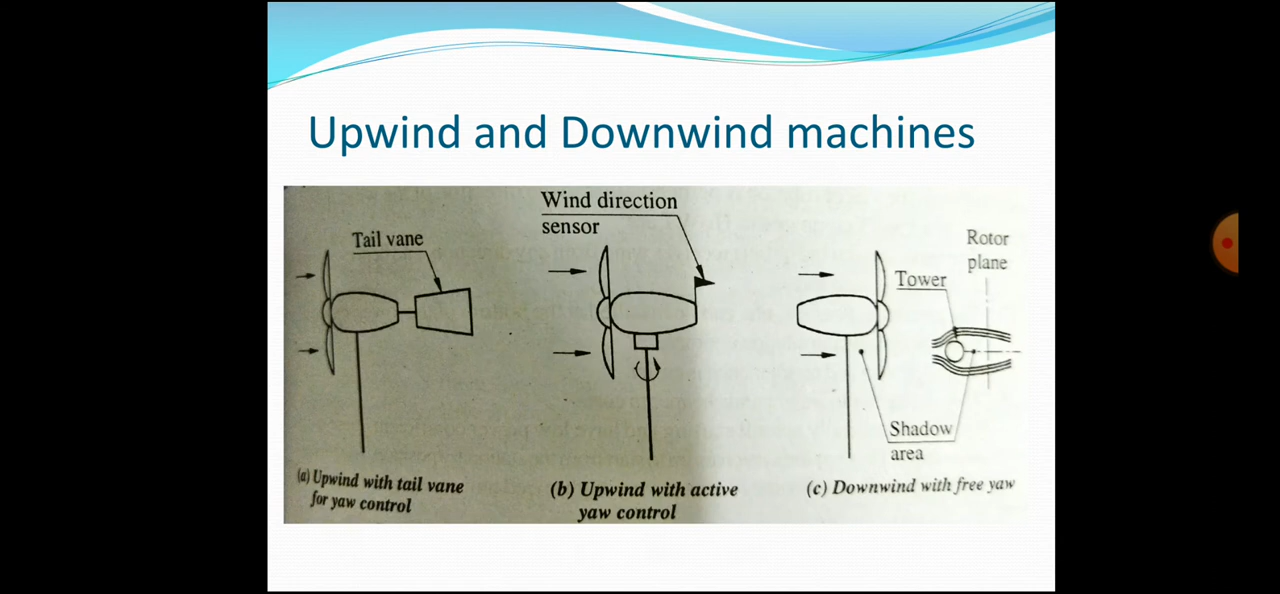 Upwind and Downwind machines
Tail vane
(a) Upwind with tail vane
for yaw control
Wind direction
sensor
(b) Upwind with active
yaw control
Rotor
plane
Tower
Shadow
area
(c) Downwind with free yaw